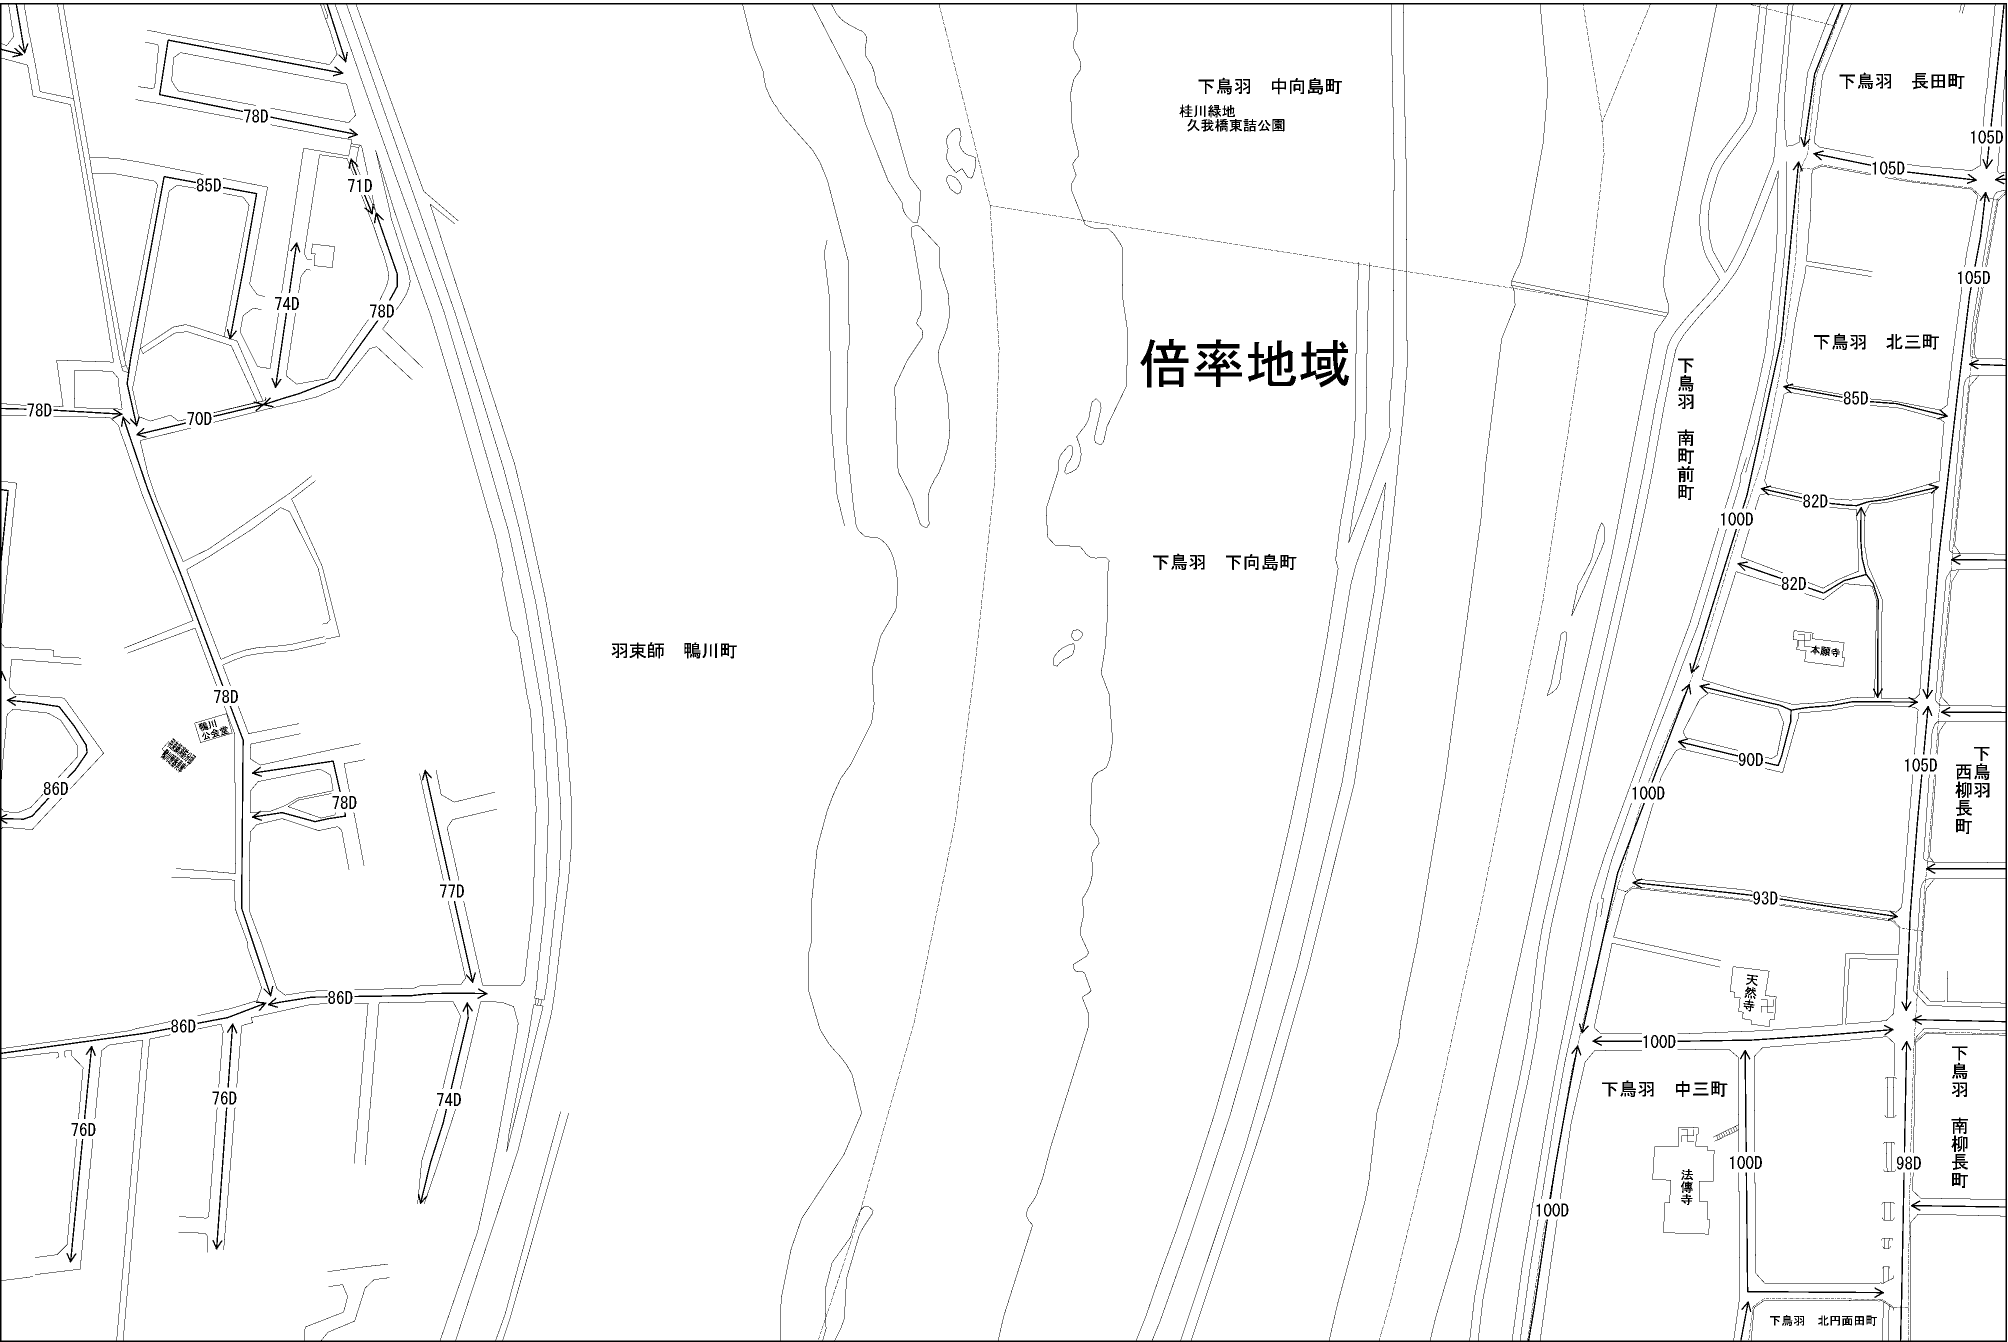 下鳥羽　中向島町
桂川緑地
久我橋東詰公園
下鳥羽　長田町
78D
105D
105D
71D
85D
105D
74D
78D
下鳥羽　北三町
倍率地域
下鳥羽　南町前町
85D
78D
70D
82D
100D
下鳥羽　下向島町
82D
羽束師　鴨川町
本願寺
78D
鴨川
公会堂
90D
105D
下鳥羽
西柳長町
86D
78D
100D
77D
93D
天然寺
86D
86D
100D
下鳥羽　中三町
下鳥羽　南柳長町
76D
74D
76D
100D
98D
法傳寺
100D
下鳥羽　北円面田町